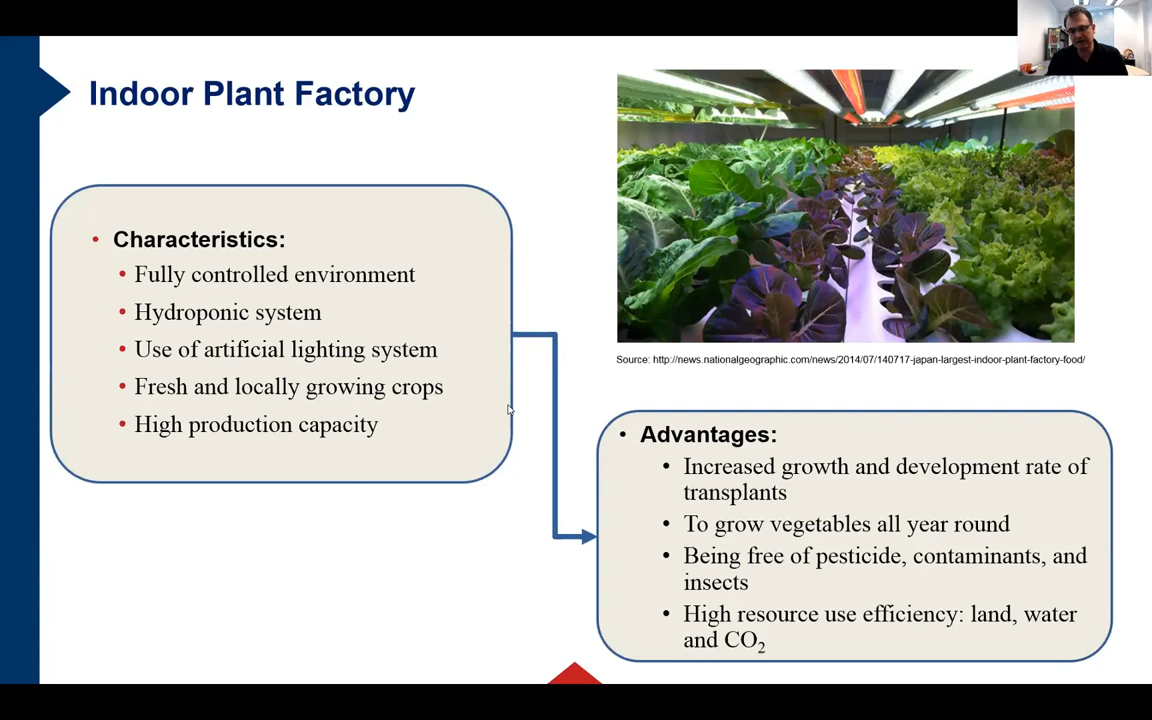 Indoor Plant Factory
• Characteristics:
• Fully controlled environment
• Hydroponic system
• Use of artificial lighting system
• Fresh and locally growing crops
• High production capacity
Source: http://news.nationalgeographic.com/news/2014/07/140717-japan-largest-indoor-plant-factory-food/
• Advantages:
• Increased growth and development rate of
transplants
• To grow vegetables all year round
• Being free of pesticide, contaminants, and
insects
• High resource use efficiency: land, water
and CO₂